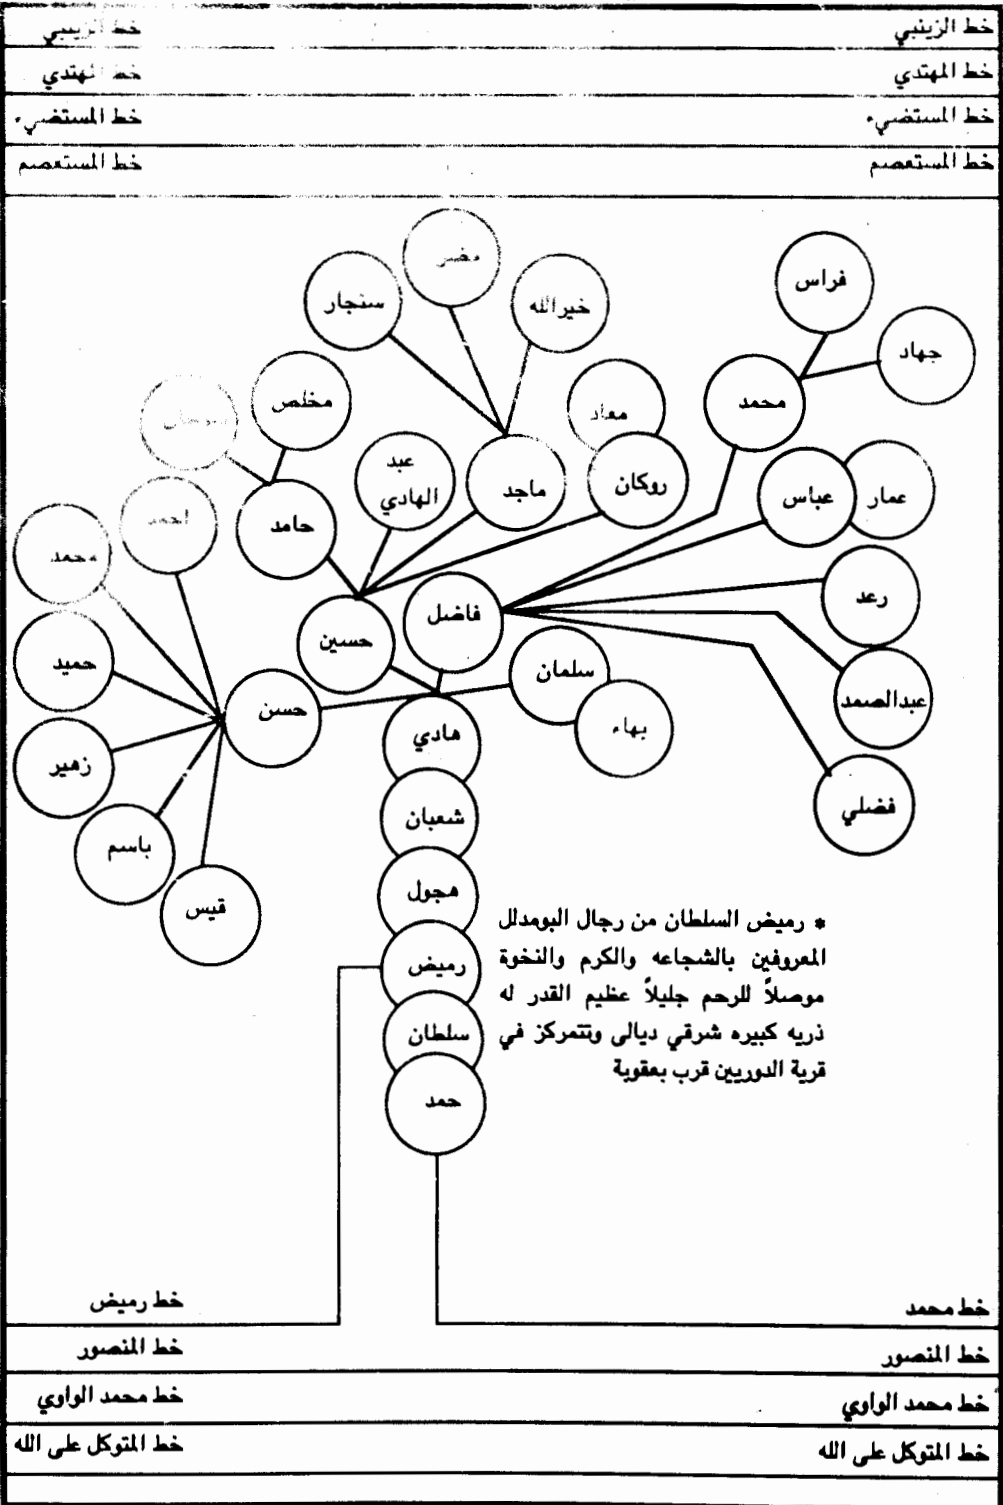 خط الزينبي
خط الزينبي
خط المهتدي
خط المهتدي
خط المستضيء
خط المستضيء
خط المستعصم
خط المستعصم
مضر
فراس
خيرالله
سنجار
جهاد
مخلص
محمد
معاد
عبد
الهادي
ماجد
روكان
عباس
عمار
حامد
احمد
محمد
رعد
فاضل
حسين
سلمان
حميد
عبدالصمد
حسن
بهاء
هادي
زهير
فضلي
شعبان
باسم
هجول
قيس
* رميض السلطان من رجال البومدلل
المعروفين بالشجاعه والكرم والنخوة
موصلاً للرحم جليلاً عظيم القدر له
ذريه كبيره شرقي ديالى وتتمركز في
قرية الدوريين قرب بعقوبة
رميض
سلطان
حمد
خط محمد
خط رميض
خط المنصور
خط المنصور
خط محمد الواوي
خط محمد الواوي
خط المتوكل على الله
خط المتوكل على الله